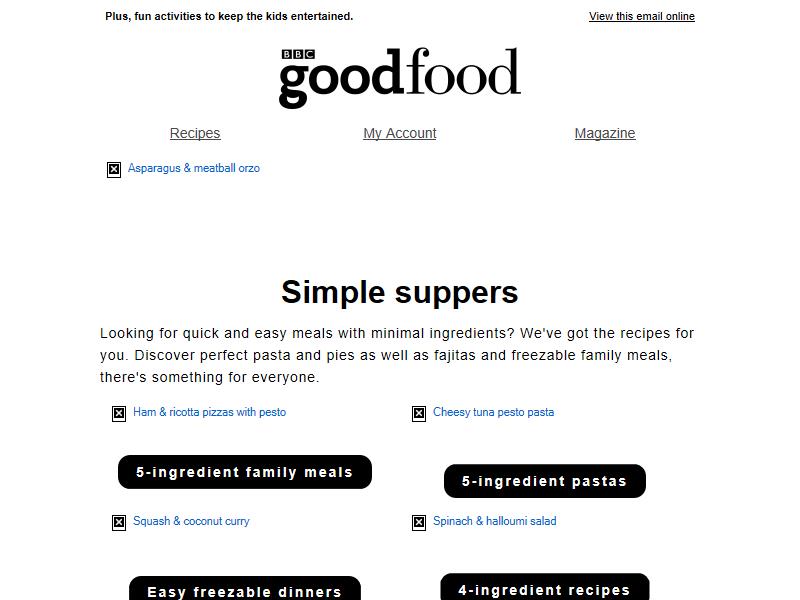 Plus, fun activities to keep the kids entertained.
View this email online
BBC
goodfood
Recipes
My Account
Magazine
Asparagus & meatball orzo
Simple suppers
Looking for quick and easy meals with minimal ingredients? We've got the recipes for
you. Discover perfect pasta and pies as well as fajitas and freezable family meals,
there's something for everyone.
Ham & ricotta pizzas with pesto
Cheesy tuna pesto pasta
5-ingredient family meals
5-ingredient pastas
Squash & coconut curry
Spinach & halloumi salad
Easy freezable dinners
4-ingredient recipes